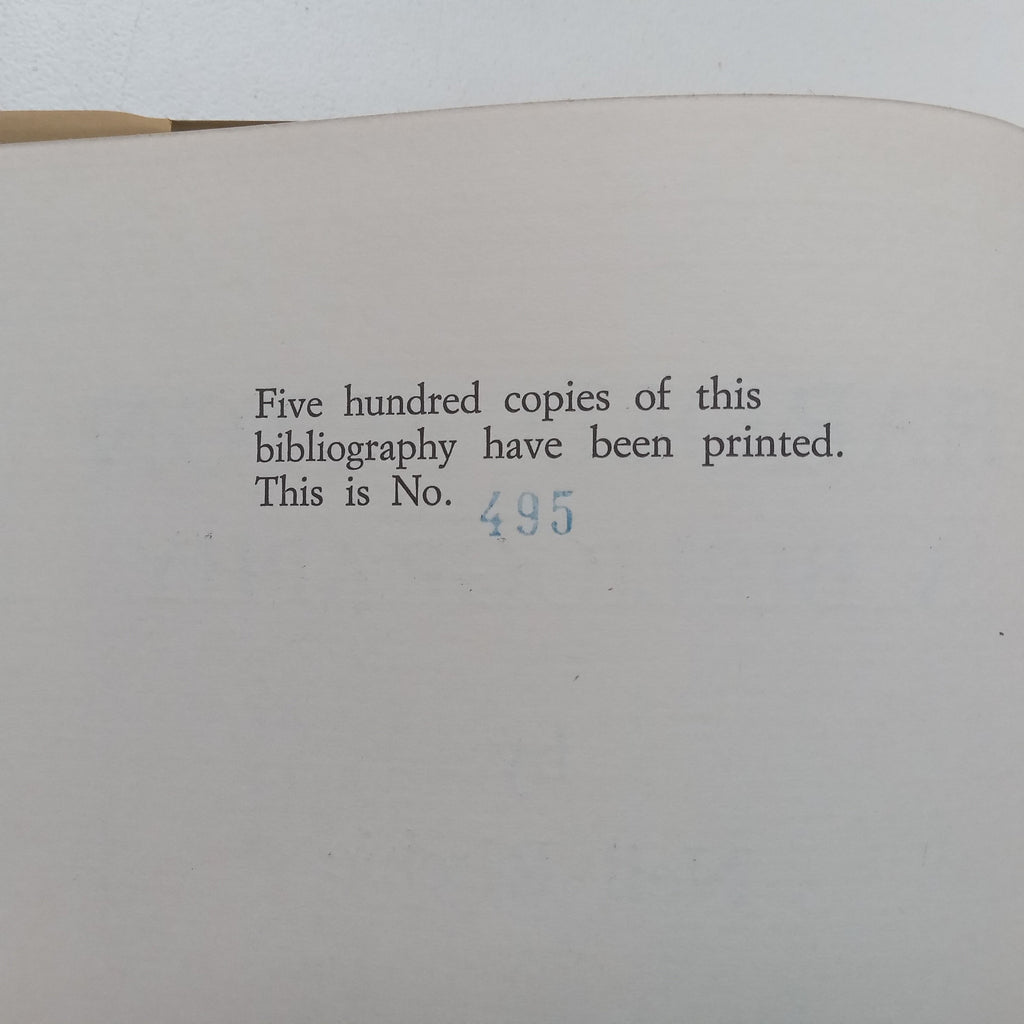 Five hundred copies of this
bibliography have been printed.
This is No. 495